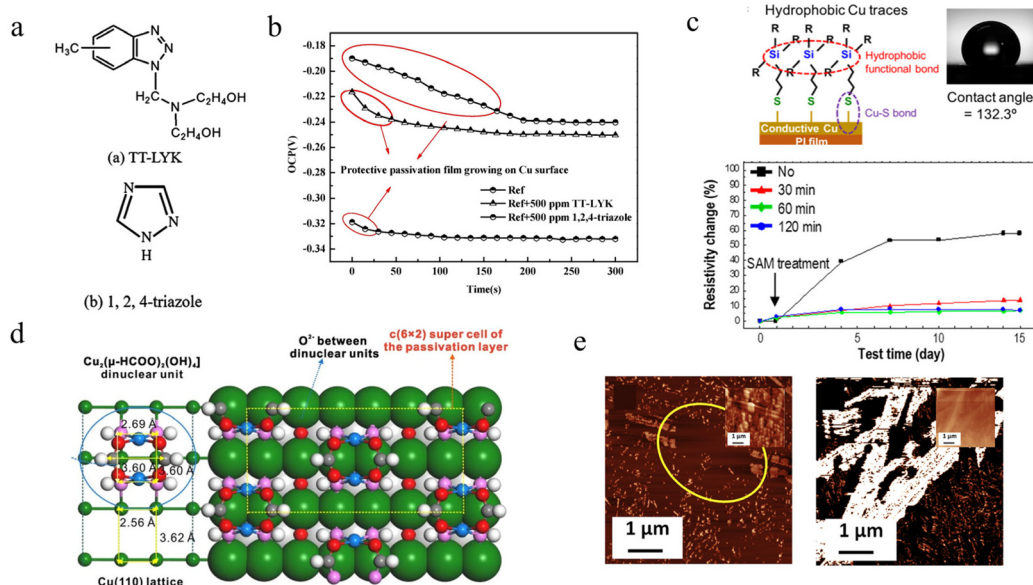 a
H₃C
N
N
N
H₂C
N
C₂H₄OH
C₂H₄OH
(a) TT-LYK
N
N
N
H
(b) 1, 2, 4-triazole
b
OCP(V)
-0.18
-0.20
-0.22
-0.24
-0.26
-0.28
-0.30
-0.32
-0.34
Protective passivation film growing on Cu surface
Ref
Ref+500 ppm TT-LYK
Ref+500 ppm 1,2,4-triazole
0 50 100 150 200 250 300
Time(s)
c
Hydrophobic Cu traces
R R R
Si Si Si
R R R R
Hydrophobic
functional bond
S S S
Cu-S bond
Conductive Cu
PI film
Contact angle
= 132.3º
Resistivity change (%)
100
90
80
70
60
50
40
30
20
10
0
No
30 min
60 min
120 min
SAM treatment
0 5 10 15
Test time (day)
d
Cu₂(μ-HCOO)₂(OH)₄]
dinuclear unit
O²⁻ between
dinuclear units
c(6×2) super cell
of the passivation layer
2.69 Å
3.60 Å
3.60 Å
2.56 Å
3.62 Å
Cu(110) lattice
e
1 μm
1 μm
1 μm
1 μm